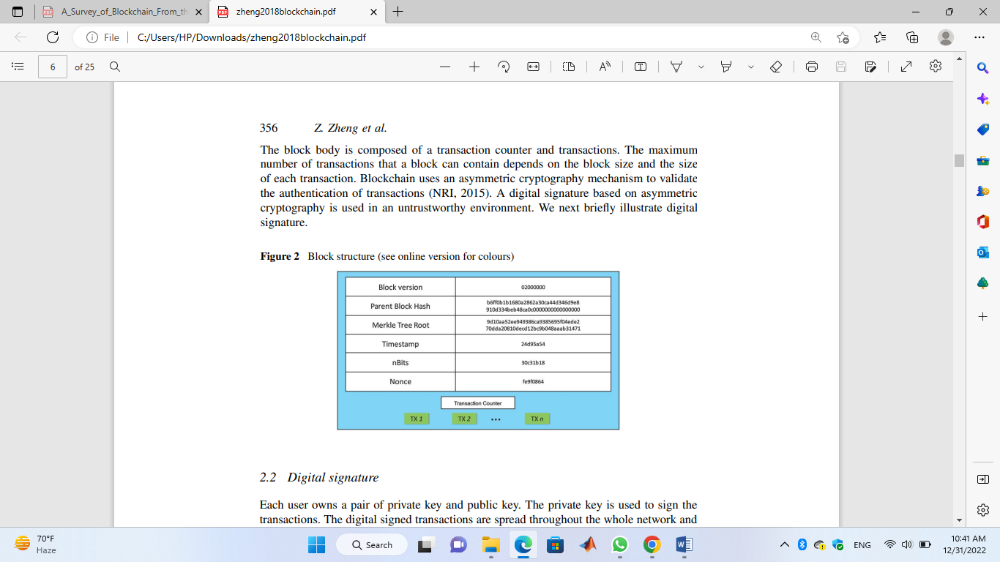 A_Survey_of_Blockchain_From_th
zheng2018blockchain.pdf
File
C:/Users/HP/Downloads/zheng2018blockchain.pdf
6 of 25
356 Z. Zheng et al.
The block body is composed of a transaction counter and transactions. The maximum
number of transactions that a block can contain depends on the block size and the size
of each transaction. Blockchain uses an asymmetric cryptography mechanism to validate
the authentication of transactions (NRI, 2015). A digital signature based on asymmetric
cryptography is used in an untrustworthy environment. We next briefly illustrate digital
signature.
Figure 2 Block structure (see online version for colours)
Block version 02000000
Parent Block Hash b6ff0b1b1680a2862a30ca44d346d9e8
910d334beb48ca0c0000000000000000
Merkle Tree Root 9d10aa52ee949386ca9385695f04ede2
70dda20810decd12bc9b048aaab31471
Timestamp 24d95a54
nBits 30c31b18
Nonce fe9f0864
Transaction Counter
TX 1 TX 2 ... TX n
2.2 Digital signature
Each user owns a pair of private key and public key. The private key is used to sign the
transactions. The digital signed transactions are spread throughout the whole network and
70°F
Haze
Search
ENG
10:41 AM
12/31/2022